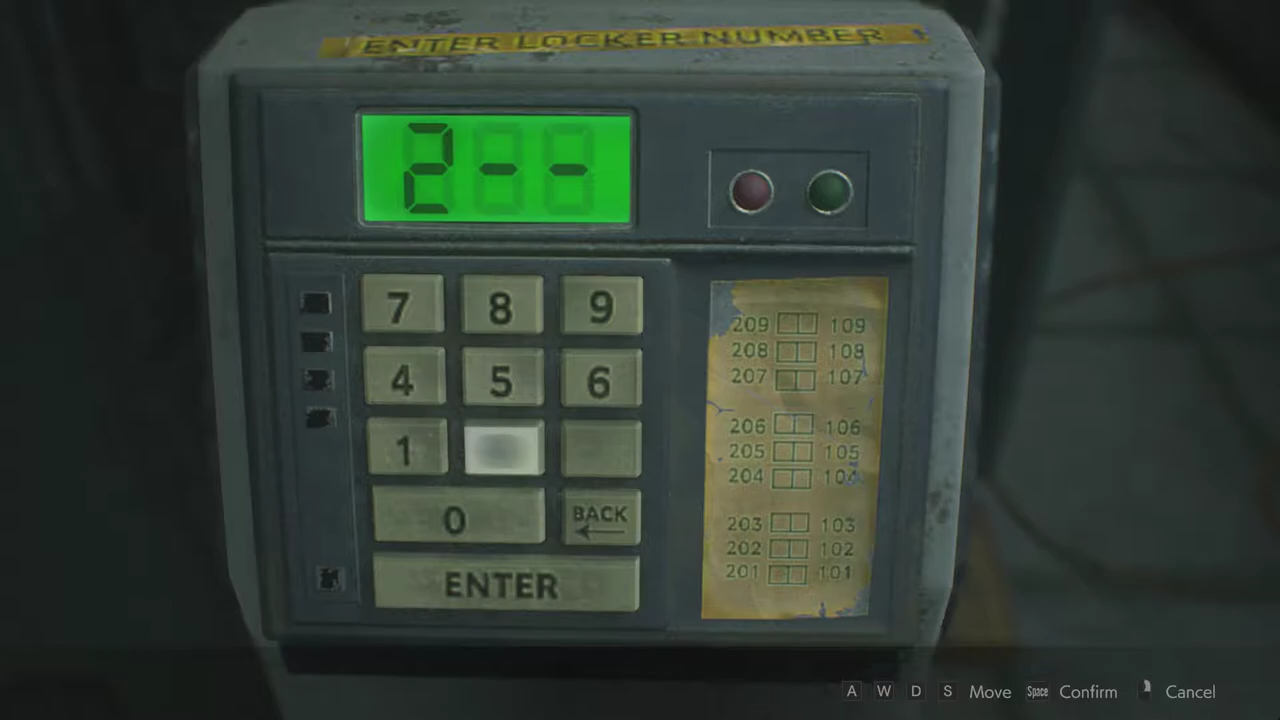 ENTER LOCKER NUMBER
2--
7 8 9
4 5 6
1
0 BACK
ENTER
209 109
208 108
207 107
206 106
205 105
204 104
203 103
202 102
201 101
A W D S Move Space Confirm Cancel